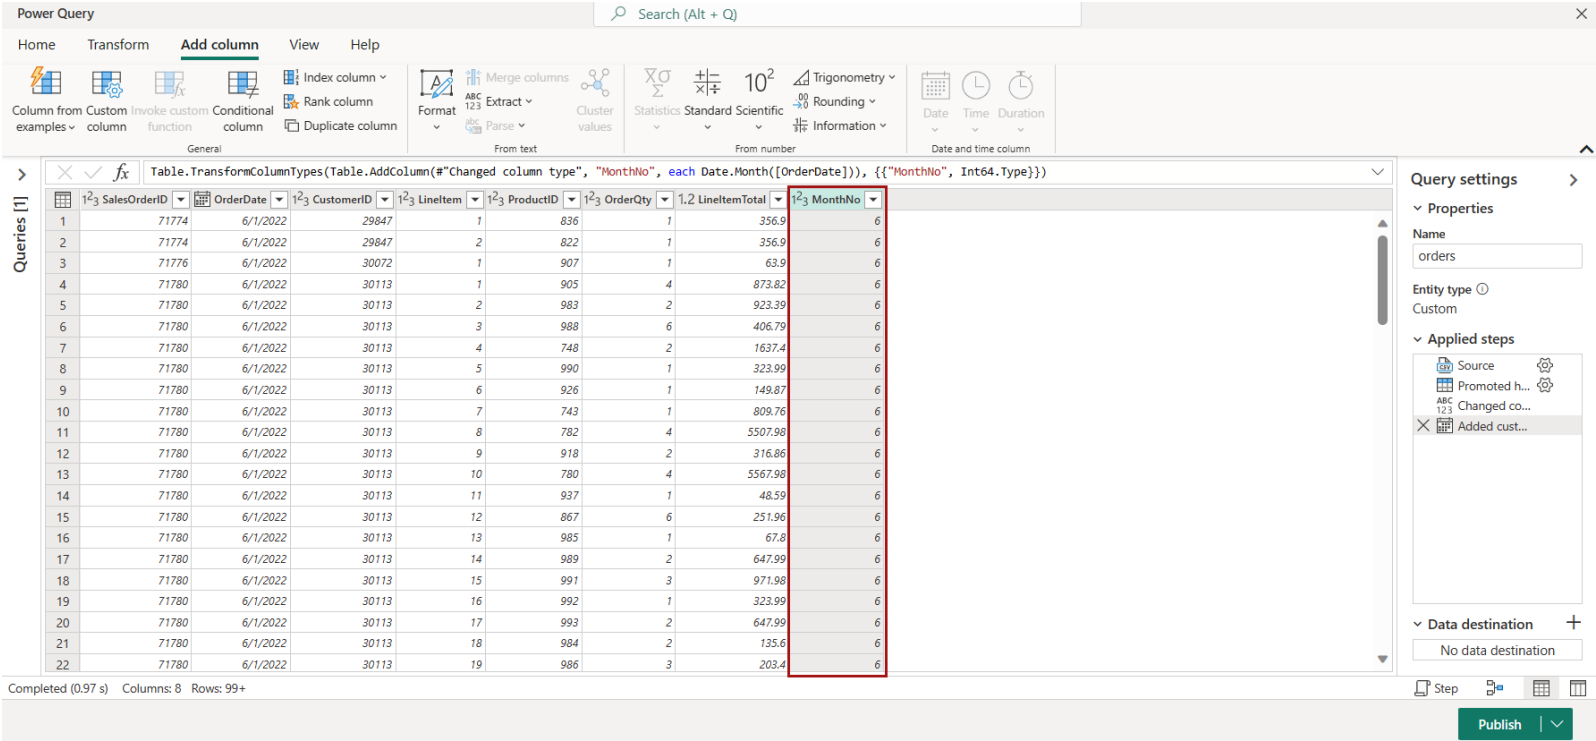 Power Query
Search (Alt + Q)
Home Transform Add column View Help
Column from examples
Custom column
Invoke custom function
Conditional column
Index column
Rank column
Duplicate column
General
Format
Merge columns
ABC 123 Extract
abc Parse
Cluster values
From text
Statistics
Standard
10² Scientific
Trigonometry
.00 Rounding
Information
From number
Date
Time
Duration
Date and time column
Queries [1]
fx Table.TransformColumnTypes(Table.AddColumn(#"Changed column type", "MonthNo", each Date.Month([OrderDate])), {{"MonthNo", Int64.Type}})
1²3 SalesOrderID OrderDate 1²3 CustomerID 1²3 LineItem 1²3 ProductID 1²3 OrderQty 1.2 LineItemTotal 1²3 MonthNo
1 71774 6/1/2022 29847 1 836 1 356.9 6
2 71774 6/1/2022 29847 2 822 1 356.9 6
3 71776 6/1/2022 30072 1 907 1 63.9 6
4 71780 6/1/2022 30113 1 905 4 873.82 6
5 71780 6/1/2022 30113 2 983 2 923.39 6
6 71780 6/1/2022 30113 3 988 6 406.79 6
7 71780 6/1/2022 30113 4 748 2 1637.4 6
8 71780 6/1/2022 30113 5 990 1 323.99 6
9 71780 6/1/2022 30113 6 926 1 149.87 6
10 71780 6/1/2022 30113 7 743 1 809.76 6
11 71780 6/1/2022 30113 8 782 4 5507.98 6
12 71780 6/1/2022 30113 9 918 2 316.86 6
13 71780 6/1/2022 30113 10 780 4 5567.98 6
14 71780 6/1/2022 30113 11 937 1 48.59 6
15 71780 6/1/2022 30113 12 867 6 251.96 6
16 71780 6/1/2022 30113 13 985 1 67.8 6
17 71780 6/1/2022 30113 14 989 2 647.99 6
18 71780 6/1/2022 30113 15 991 3 971.98 6
19 71780 6/1/2022 30113 16 992 1 323.99 6
20 71780 6/1/2022 30113 17 993 2 647.99 6
21 71780 6/1/2022 30113 18 984 2 135.6 6
22 71780 6/1/2022 30113 19 986 3 203.4 6
Query settings
Properties
Name
orders
Entity type
Custom
Applied steps
Source
Promoted h...
ABC 123 Changed co...
Added cust...
Data destination
No data destination
Completed (0.97 s) Columns: 8 Rows: 99+
Step
Publish